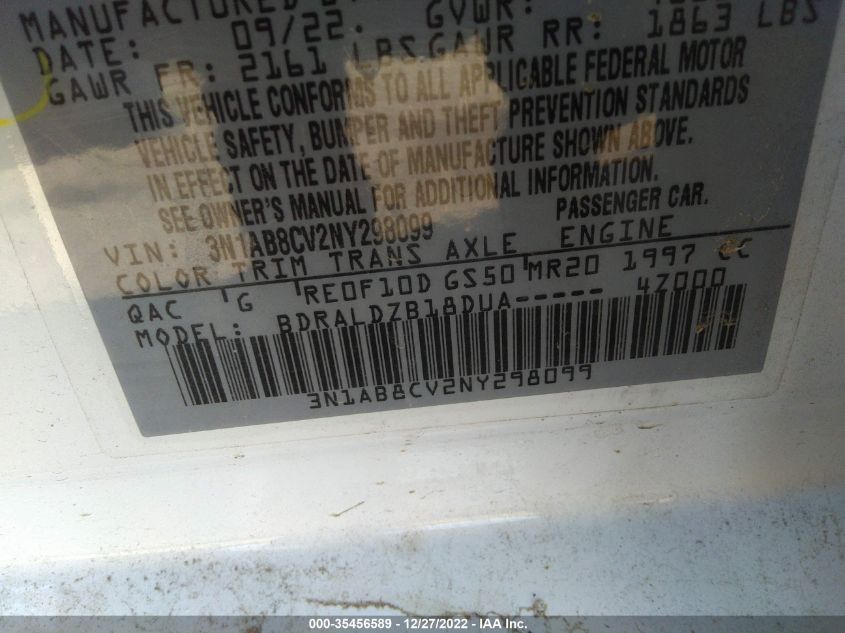 MANUFACTURED
DATE: 09/22. GVWR:
GAWR FR: 2161 LBS GAWR RR: 1863 LBS
THIS VEHICLE CONFORMS TO ALL APPLICABLE FEDERAL MOTOR
VEHICLE SAFETY, BUMPER AND THEFT PREVENTION STANDARDS
IN EFFECT ON THE DATE OF MANUFACTURE SHOWN ABOVE.
SEE OWNER'S MANUAL FOR ADDITIONAL INFORMATION.
VIN: 3N1AB8CV2NY298099 PASSENGER CAR.
COLOR TRIM TRANS AXLE ENGINE
QAC G RE0F10D GS50 MR20 1997 CC
MODEL: BDRALDZB18DUA----- 47000
3N1AB8CV2NY298099
000-35456589 - 12/27/2022 - IAA Inc.